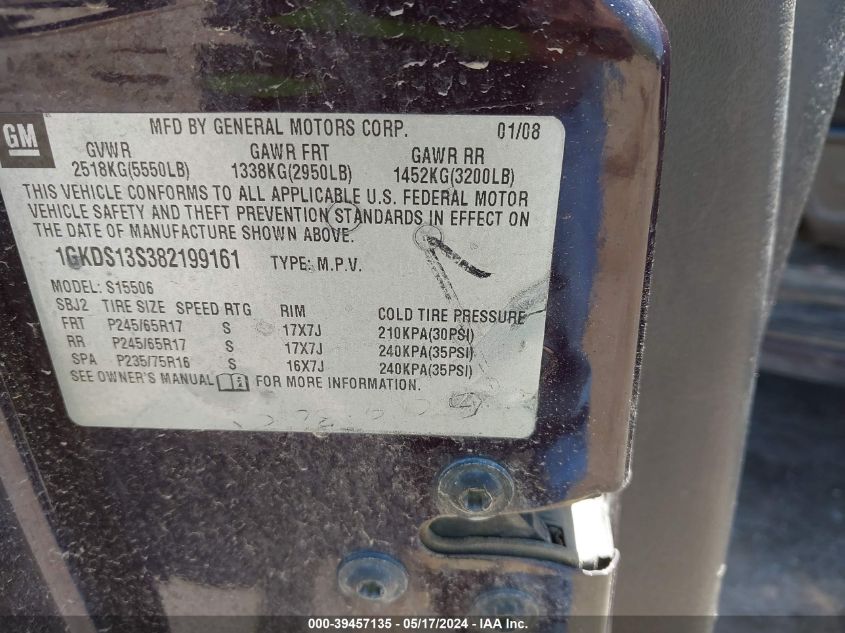 GM
MFD BY GENERAL MOTORS CORP. 01/08
GVWR GAWR FRT GAWR RR
2518KG(5550LB) 1338KG(2950LB) 1452KG(3200LB)
THIS VEHICLE CONFORMS TO ALL APPLICABLE U.S. FEDERAL MOTOR
VEHICLE SAFETY AND THEFT PREVENTION STANDARDS IN EFFECT ON
THE DATE OF MANUFACTURE SHOWN ABOVE.
1GKDS13S382199161 TYPE: M.P.V.
MODEL: S15506
SBJ2 TIRE SIZE SPEED RTG RIM COLD TIRE PRESSURE
FRT P245/65R17 S 17X7J 210KPA(30PSI)
RR P245/65R17 S 17X7J 240KPA(35PSI)
SPA P235/75R16 S 16X7J 240KPA(35PSI)
SEE OWNER'S MANUAL FOR MORE INFORMATION.
000-39457135 - 05/17/2024 - IAA Inc.